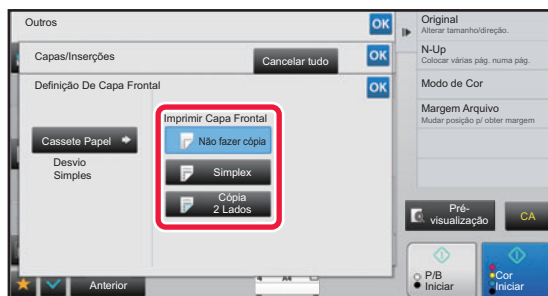 Outros
OK
Capas/Inserções
Cancelar tudo
OK
Definição De Capa Frontal
OK
Cassete Papel
Desvio
Simples
Imprimir Capa Frontal
Não fazer cópia
Simplex
Cópia
2 Lados
Anterior
A4
Original
Alterar tamanho/direção.
N-Up
Colocar várias pág. numa pág.
Modo de Cor
Margem Arquivo
Mudar posição p/ obter margem
Pré-
visualização
CA
P/B
Iniciar
Cor
Iniciar